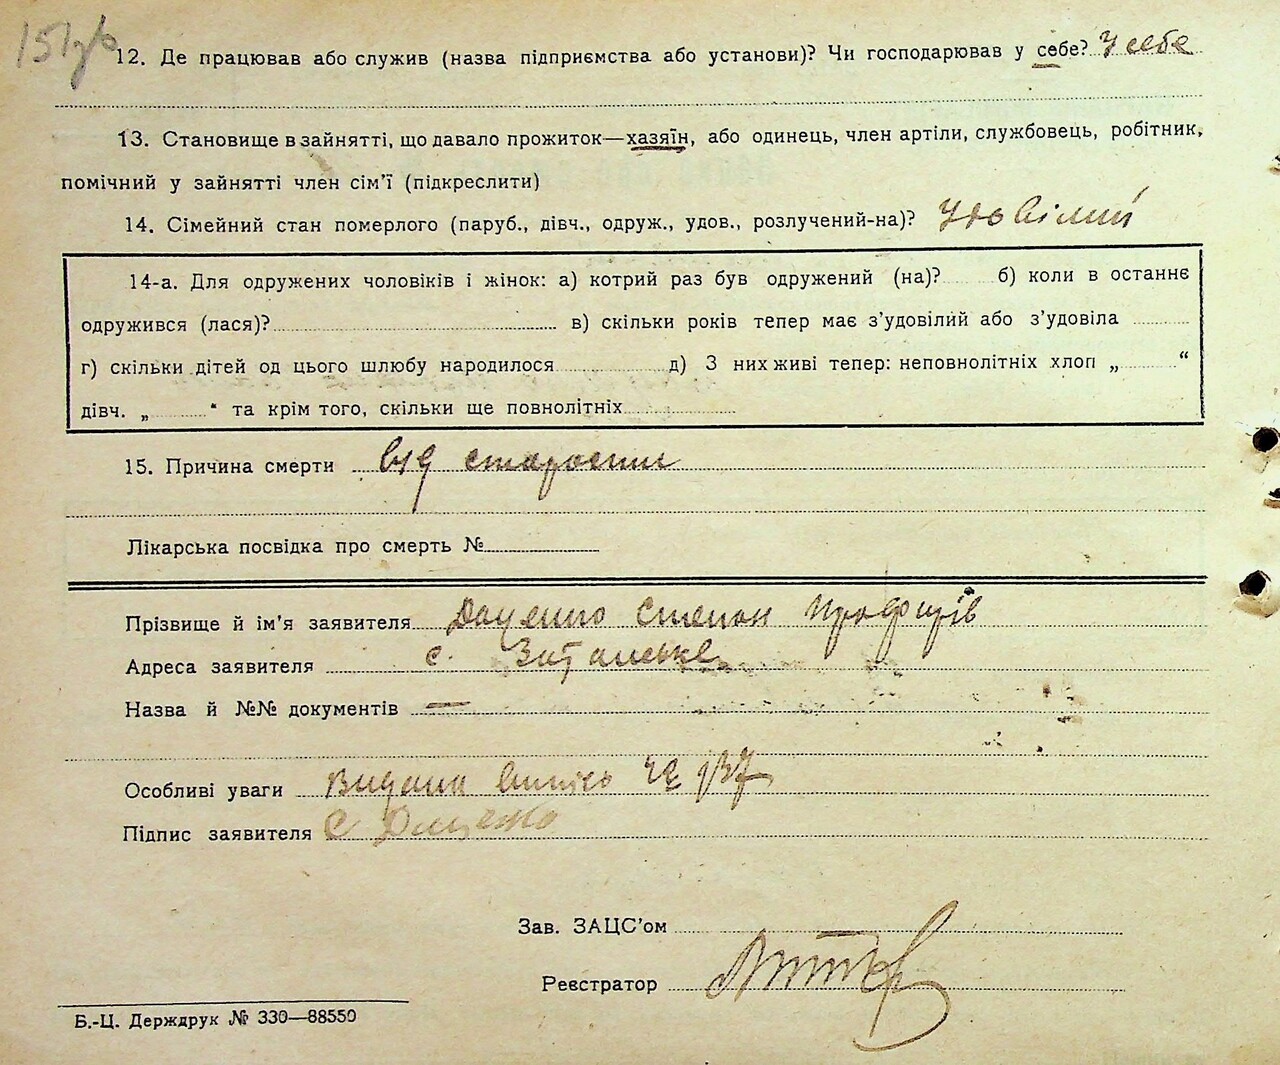 12. Де працював або служив (назва підприємства або установи)? Чи господарював у себе? У себе
13. Становище в зайнятті, що давало прожиток—хазяїн, або одинець, член артіли, службовець, робітник,
помічний у зайнятті член сім'ї (підкреслити)
14. Сімейний стан померлого (паруб., дівч., одруж., удов., розлучений-на)? Удовілий
14-а. Для одружених чоловіків і жінок: а) котрий раз був одружений (на)? б) коли в останнє
одружився (лася)? в) скільки років тепер має з'удовілий або з'удовіла
г) скільки дітей од цього шлюбу народилося д) З них живі тепер: неповнолітніх хлоп „ “
дівч. „ “ та крім того, скільки ще повнолітніх
15. Причина смерти від старости
Лікарська посвідка про смерть №
Прізвище й ім'я заявителя Доценко Степан
Адреса заявителя с.
Назва й №№ документів —
Особливі уваги Видана
Підпис заявителя С Доценко
Зав. ЗАЦС'ом
Реєстратор
Б.-Ц. Держдрук № 330—88550